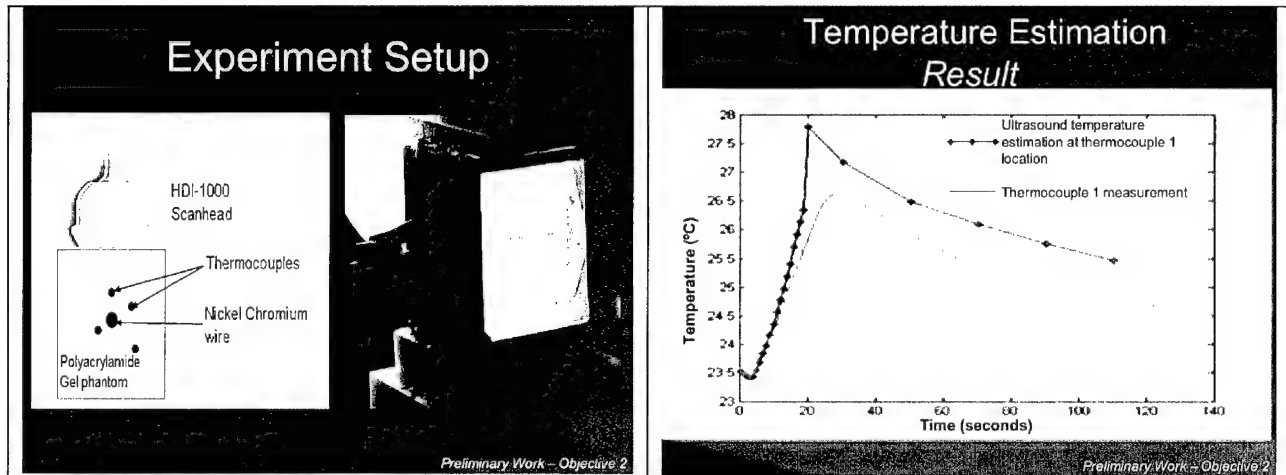 Experiment Setup
HDI-1000
Scanhead
Thermocouples
Nickel Chromium
wire
Polyacrylamide
Gel phantom
Preliminary Work – Objective 2
Temperature Estimation
Result
28
27.5
27
26.5
26
25.5
25
24.5
24
23.5
23
Temperature (°C)
Ultrasound temperature
estimation at thermocouple 1
location
Thermocouple 1 measurement
0 20 40 60 80 100 120 140
Time (seconds)
Preliminary Work – Objective 2